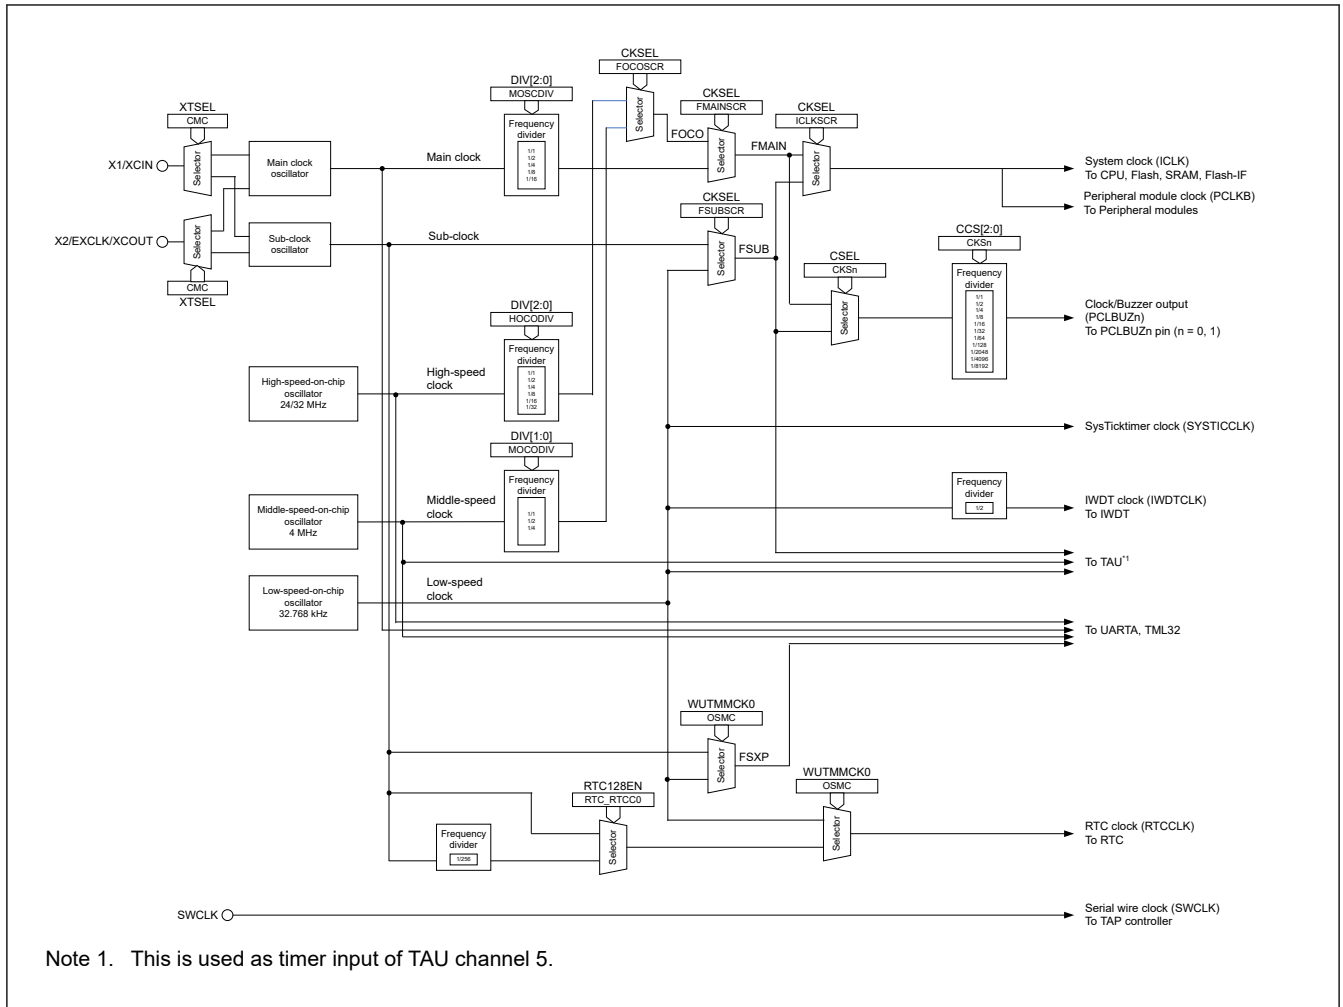 CKSEL
FOCOSCR
DIV[2:0]
MOSCDIV
CKSEL
FMAINSCR
CKSEL
ICLKSCR
XTSEL
CMC
Selector
Frequency
divider
1/1
1/2
1/4
1/8
1/16
Selector
FOCO
Selector
FMAIN
Selector
X1/XCIN
Selector
Main clock
oscillator
Main clock
System clock (ICLK)
To CPU, Flash, SRAM, Flash-IF
Peripheral module clock (PCLKB)
To Peripheral modules
CKSEL
FSUBSCR
X2/EXCLK/XCOUT
Selector
Sub-clock
oscillator
Sub-clock
Selector
FSUB
CMC
XTSEL
CCS[2:0]
CKSn
CSEL
CKSn
Selector
Frequency
divider
1/1
1/2
1/4
1/8
1/16
1/32
1/64
1/128
1/2048
1/4096
1/8192
Clock/Buzzer output
(PCLBUZn)
To PCLBUZn pin (n = 0, 1)
DIV[2:0]
HOCODIV
Frequency
divider
1/1
1/2
1/4
1/8
1/16
1/32
High-speed-on-chip
oscillator
24/32 MHz
High-speed
clock
SysTicktimer clock (SYSTICCLK)
DIV[1:0]
MOCODIV
Frequency
divider
1/1
1/2
1/4
Middle-speed-on-chip
oscillator
4 MHz
Middle-speed
clock
Frequency
divider
1/2
IWDT clock (IWDTCLK)
To IWDT
To TAU*1
Low-speed-on-chip
oscillator
32.768 kHz
Low-speed
clock
To UARTA, TML32
WUTMMCK0
OSMC
Selector
FSXP
WUTMMCK0
OSMC
Selector
RTC128EN
RTC_RTCC0
Selector
Frequency
divider
1/256
RTC clock (RTCCLK)
To RTC
SWCLK
Serial wire clock (SWCLK)
To TAP controller
Note 1. This is used as timer input of TAU channel 5.